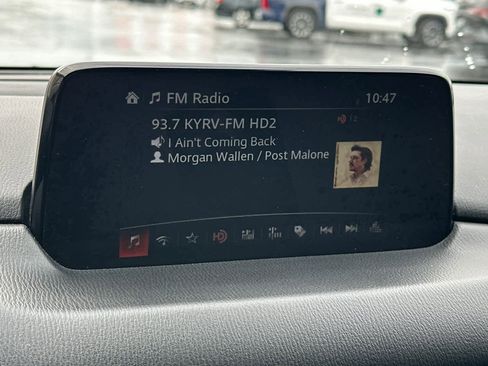 FM Radio 10:47
93.7 KYRV-FM HD2
I Ain't Coming Back
Morgan Wallen / Post Malone